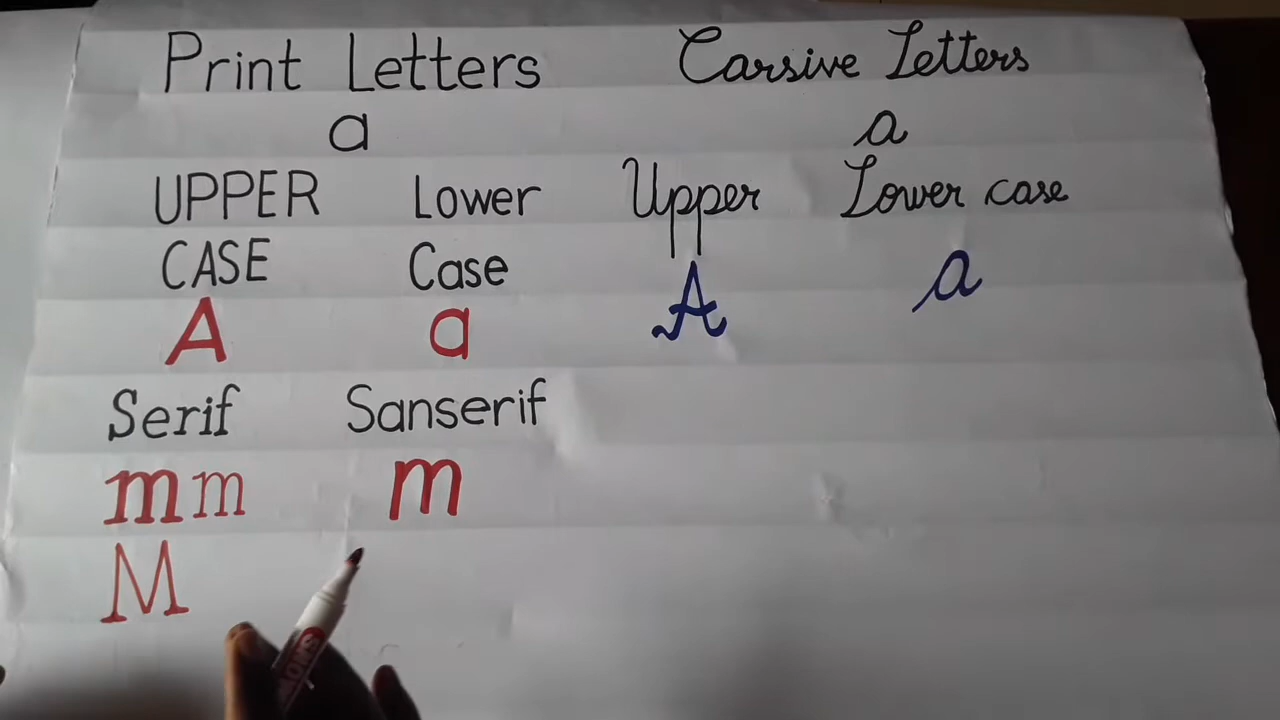 Print Letters Carsive Letters
a a
UPPER Lower Upper Lower case
CASE Case
A a A a
Serif Sanserif
m m m
M